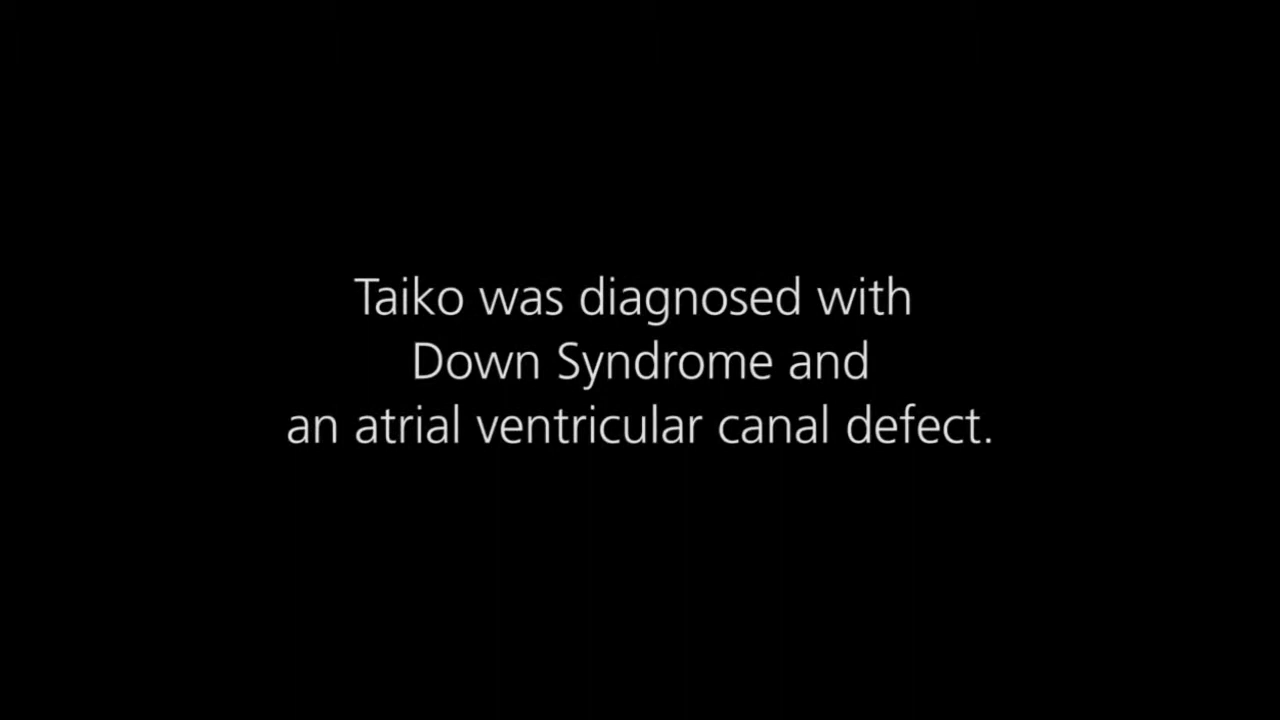 Taiko was diagnosed with
Down Syndrome and
an atrial ventricular canal defect.